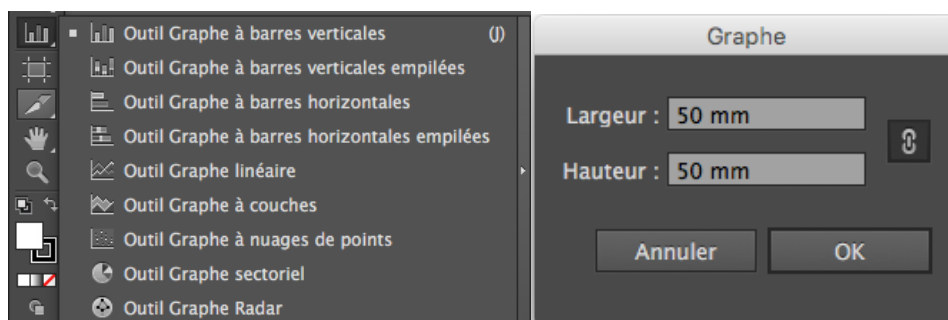 Outil Graphe à barres verticales (J)
Outil Graphe à barres verticales empilées
Outil Graphe à barres horizontales
Outil Graphe à barres horizontales empilées
Outil Graphe linéaire
Outil Graphe à couches
Outil Graphe à nuages de points
Outil Graphe sectoriel
Outil Graphe Radar
Graphe
Largeur : 50 mm
Hauteur : 50 mm
Annuler OK